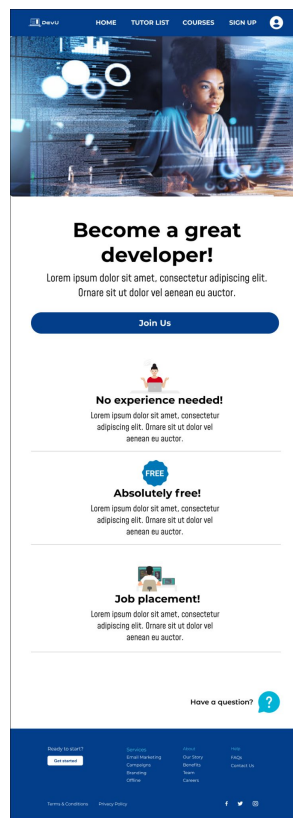 DevU HOME TUTOR LIST COURSES SIGN UP
Become a great
developer!
Lorem ipsum dolor sit amet, consectetur adipiscing elit.
Ornare sit ut dolor vel aenean eu auctor.
Join Us
No experience needed!
Lorem ipsum dolor sit amet, consectetur
adipiscing elit. Ornare sit ut dolor vel
aenean eu auctor.
FREE
Absolutely free!
Lorem ipsum dolor sit amet, consectetur
adipiscing elit. Ornare sit ut dolor vel
aenean eu auctor.
Job placement!
Lorem ipsum dolor sit amet, consectetur
adipiscing elit. Ornare sit ut dolor vel
aenean eu auctor.
Have a question? ?
Ready to start?
Get started
Services
Email Marketing
Campaigns
Branding
Offline
About
Our Story
Benefits
Team
Careers
Help
FAQs
Contact Us
Terms & Conditions Privacy Policy